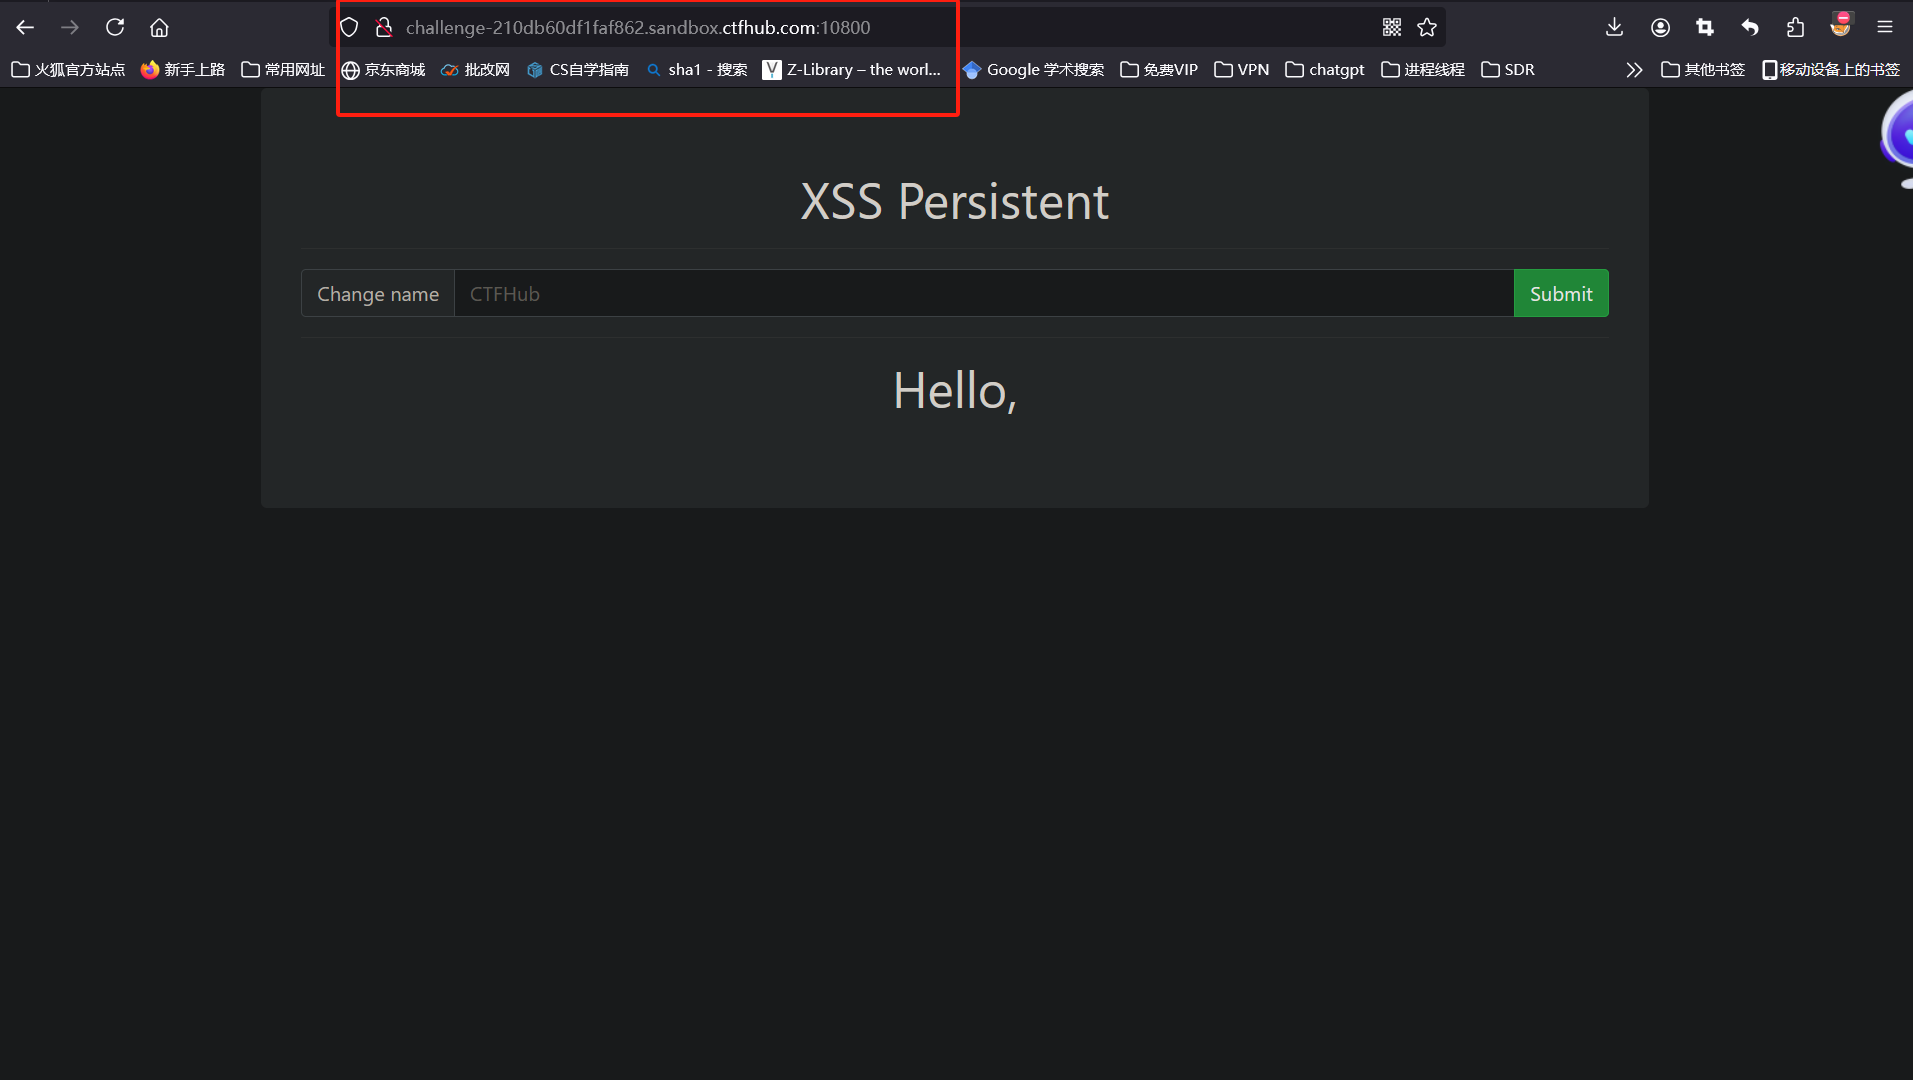 challenge-210db60df1faf862.sandbox.ctfhub.com:10800
火狐官方站点 新手上路 常用网址 京东商城 批改网 CS自学指南 sha1 - 搜索 Z-Library – the worl... Google 学术搜索 免费VIP VPN chatgpt 进程线程 SDR 其他书签 移动设备上的书签
XSS Persistent
Change name CTFHub Submit
Hello,